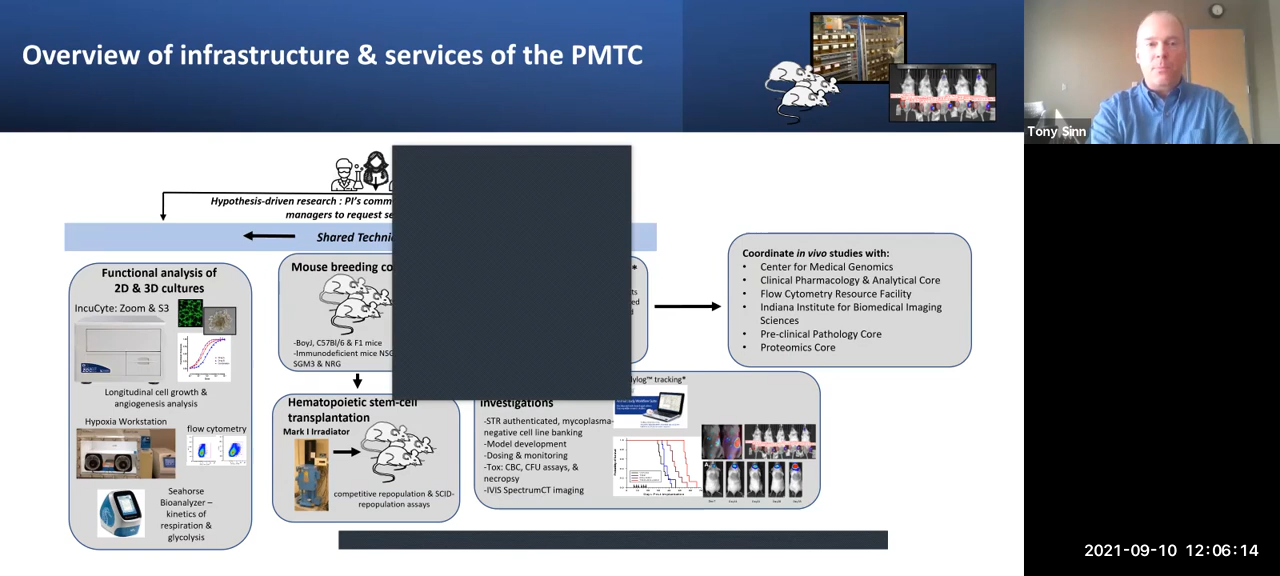 Overview of infrastructure & services of the PMTC
Tony Sinn
Hypothesis-driven research : PI's comm
managers to request se
Shared Techni
Functional analysis of
2D & 3D cultures
IncuCyte: Zoom & S3
Longitudinal cell growth &
angiogenesis analysis
Hypoxia Workstation
flow cytometry
Seahorse
Bioanalyzer –
kinetics of
respiration &
glycolysis
Mouse breeding co
-BoyJ, C57Bl/6 & F1 mice
-Immunodeficient mice NSG
SGM3 & NRG
Hematopoietic stem-cell
transplantation
Mark I Irradiator
competitive repopulation & SCID-
repopulation assays
*
ts
ed
d
investigations
-STR authenticated, mycoplasma-
negative cell line banking
-Model development
-Dosing & monitoring
-Tox: CBC, CFU assays, &
necropsy
-IVIS SpectrumCT imaging
dylog™ tracking*
Coordinate in vivo studies with:
• Center for Medical Genomics
• Clinical Pharmacology & Analytical Core
• Flow Cytometry Resource Facility
• Indiana Institute for Biomedical Imaging
Sciences
• Pre-clinical Pathology Core
• Proteomics Core
2021-09-10 12:06:14